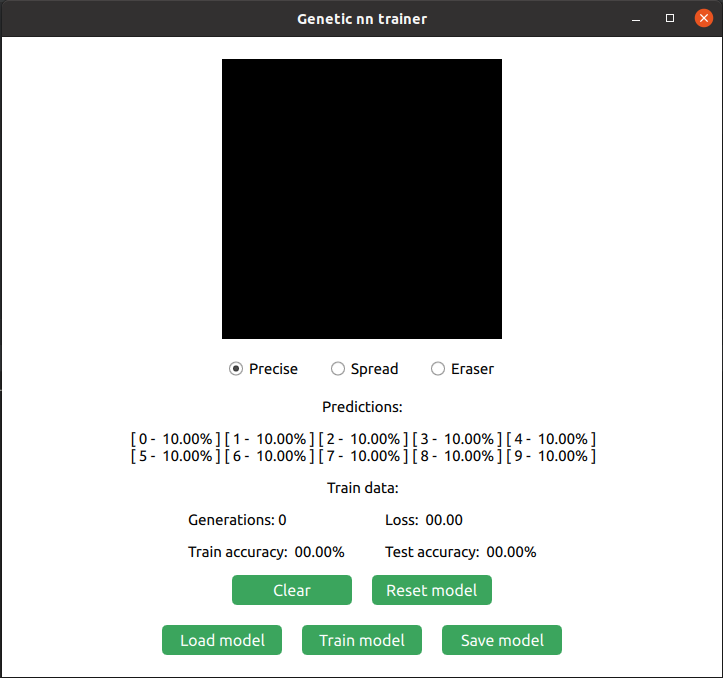 Genetic nn trainer
Precise Spread Eraser
Predictions:
[ 0 - 10.00% ] [ 1 - 10.00% ] [ 2 - 10.00% ] [ 3 - 10.00% ] [ 4 - 10.00% ]
[ 5 - 10.00% ] [ 6 - 10.00% ] [ 7 - 10.00% ] [ 8 - 10.00% ] [ 9 - 10.00% ]
Train data:
Generations: 0 Loss: 00.00
Train accuracy: 00.00% Test accuracy: 00.00%
Clear Reset model
Load model Train model Save model